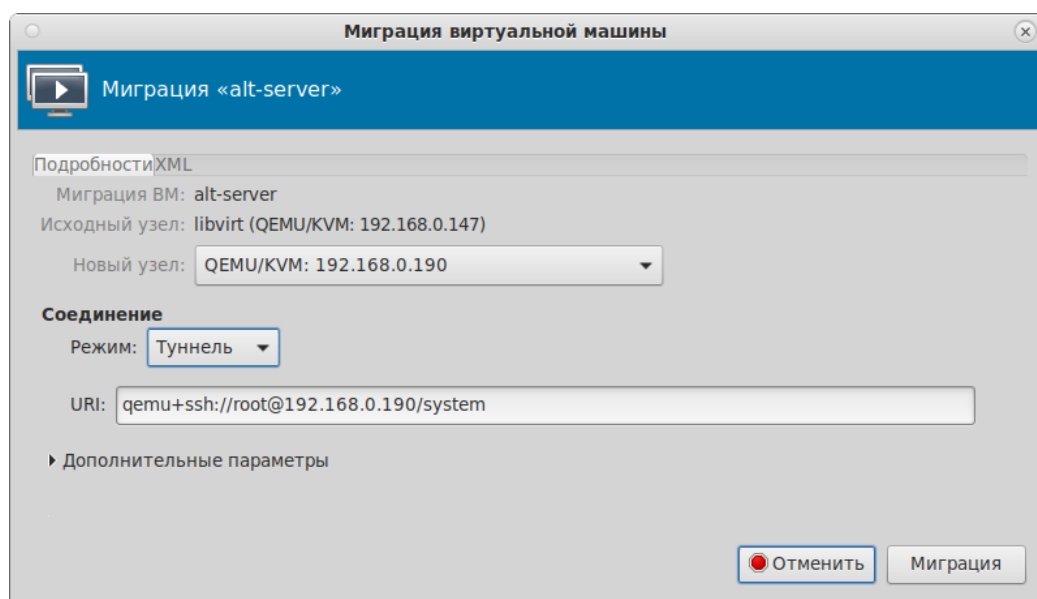 Миграция виртуальной машины
Миграция «alt-server»
Подробности XML
Миграция ВМ: alt-server
Исходный узел: libvirt (QEMU/KVM: 192.168.0.147)
Новый узел: QEMU/KVM: 192.168.0.190
Соединение
Режим: Туннель
URI: qemu+ssh://root@192.168.0.190/system
Дополнительные параметры
Отменить Миграция